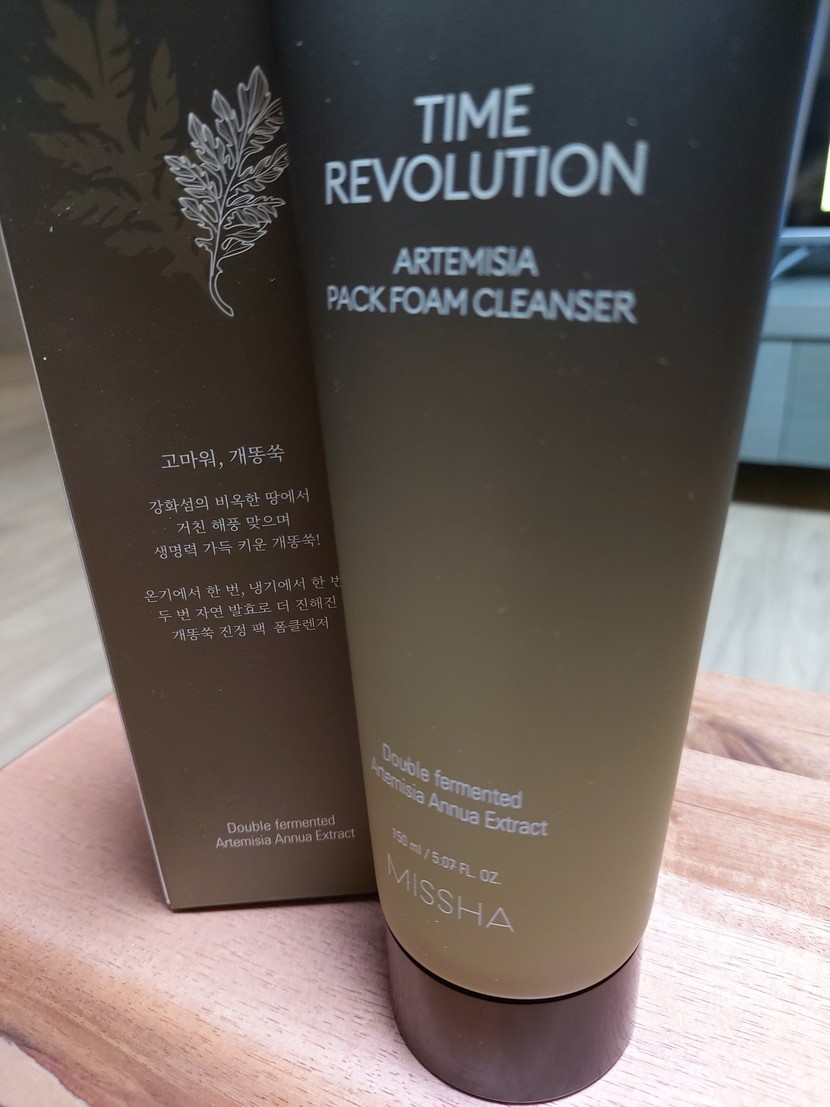 고마워, 개똥쑥
강화섬의 비옥한 땅에서
거친 해풍 맞으며
생명력 가득 키운 개똥쑥!
온기에서 한 번, 냉기에서 한 번
두 번 자연 발효로 더 진해진
개똥쑥 진정 팩 폼클렌저
Double fermented
Artemisia Annua Extract
TIME
REVOLUTION
ARTEMISIA
PACK FOAM CLEANSER
Double fermented
Artemisia Annua Extract
150 ml / 5.07 FL. OZ.
MISSHA